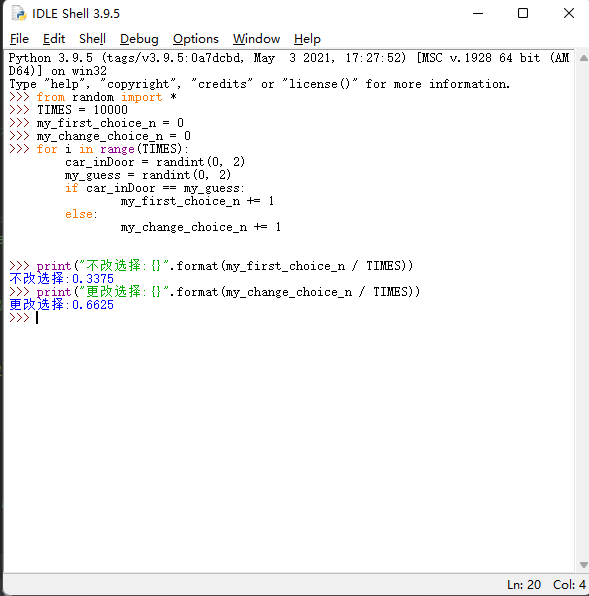 IDLE Shell 3.9.5
File Edit Shell Debug Options Window Help
Python 3.9.5 (tags/v3.9.5:0a7dcbd, May  3 2021, 17:27:52) [MSC v.1928 64 bit (AM
D64)] on win32
Type "help", "copyright", "credits" or "license()" for more information.
>>> from random import *
>>> TIMES = 10000
>>> my_first_choice_n = 0
>>> my_change_choice_n = 0
>>> for i in range(TIMES):
        car_inDoor = randint(0, 2)
        my_guess = randint(0, 2)
        if car_inDoor == my_guess:
                my_first_choice_n += 1
        else:
                my_change_choice_n += 1
>>> print("不改选择:{}".format(my_first_choice_n / TIMES))
不改选择:0.3375
>>> print("更改选择:{}".format(my_change_choice_n / TIMES))
更改选择:0.6625
>>>
Ln: 20 Col: 4